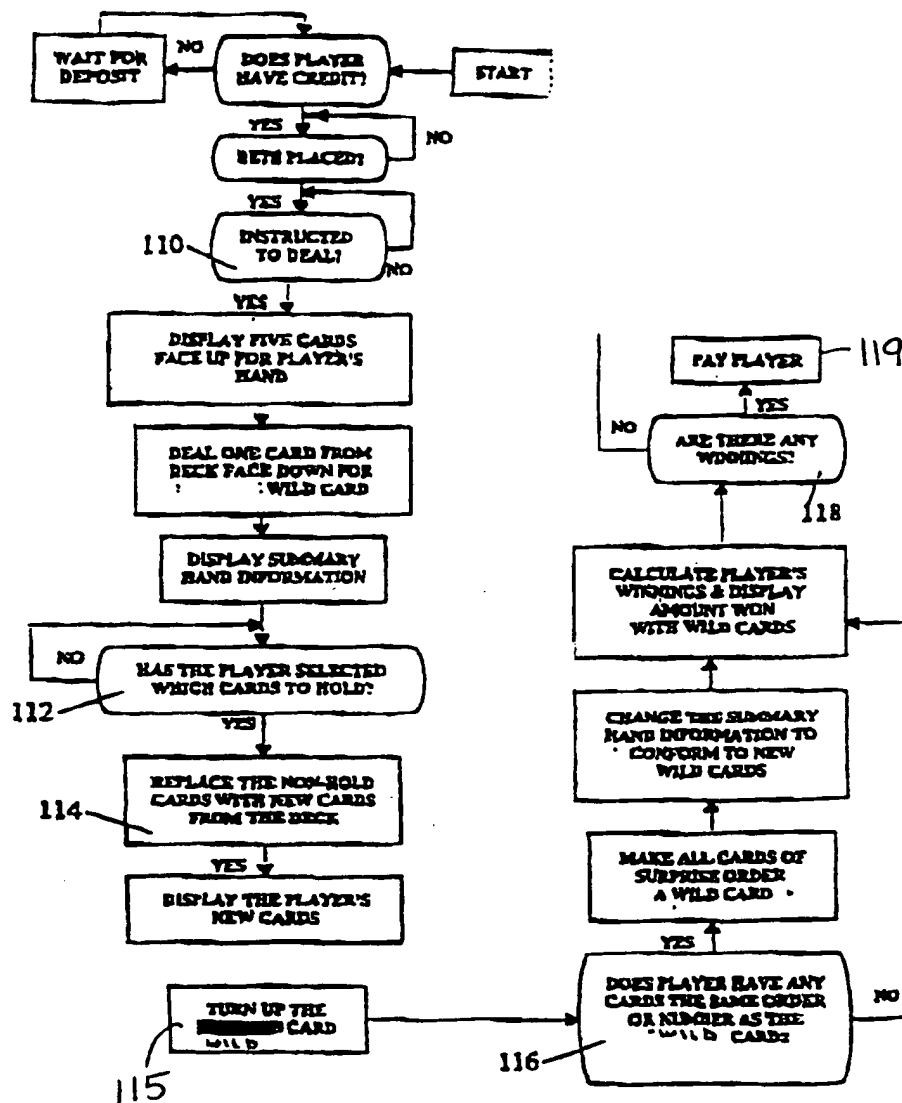 NO
WAIT FOR
DEPOSIT
DOES PLAYER
HAVE CREDIT?
START
YES
NO
BETS PLACED?
YES
110
INSTRUCTED
TO DEAL?
NO
YES
DISPLAY FIVE CARDS
FACE UP FOR PLAYER'S
HAND
DEAL ONE CARD FROM
DECK FACE DOWN FOR
WILD CARD
DISPLAY SUMMARY
HAND INFORMATION
NO
HAS THE PLAYER SELECTED
WHICH CARDS TO HOLD?
112
YES
REPLACE THE NON-HOLD
CARDS WITH NEW CARDS
FROM THE DECK
114
YES
DISPLAY THE PLAYER'S
NEW CARDS
TURN UP THE
CARD
WILD
115
DOES PLAYER HAVE ANY
CARDS THE SAME ORDER
OR NUMBER AS THE
WILD CARD?
116
NO
YES
MAKE ALL CARDS OF
SURPRISE ORDER
A WILD CARD
CHANGE THE SUMMARY
HAND INFORMATION TO
CONFORM TO NEW
WILD CARDS
CALCULATE PLAYER'S
WINNINGS & DISPLAY
AMOUNT WON
WITH WILD CARDS
ARE THERE ANY
WINNINGS?
118
NO
YES
PAY PLAYER
119